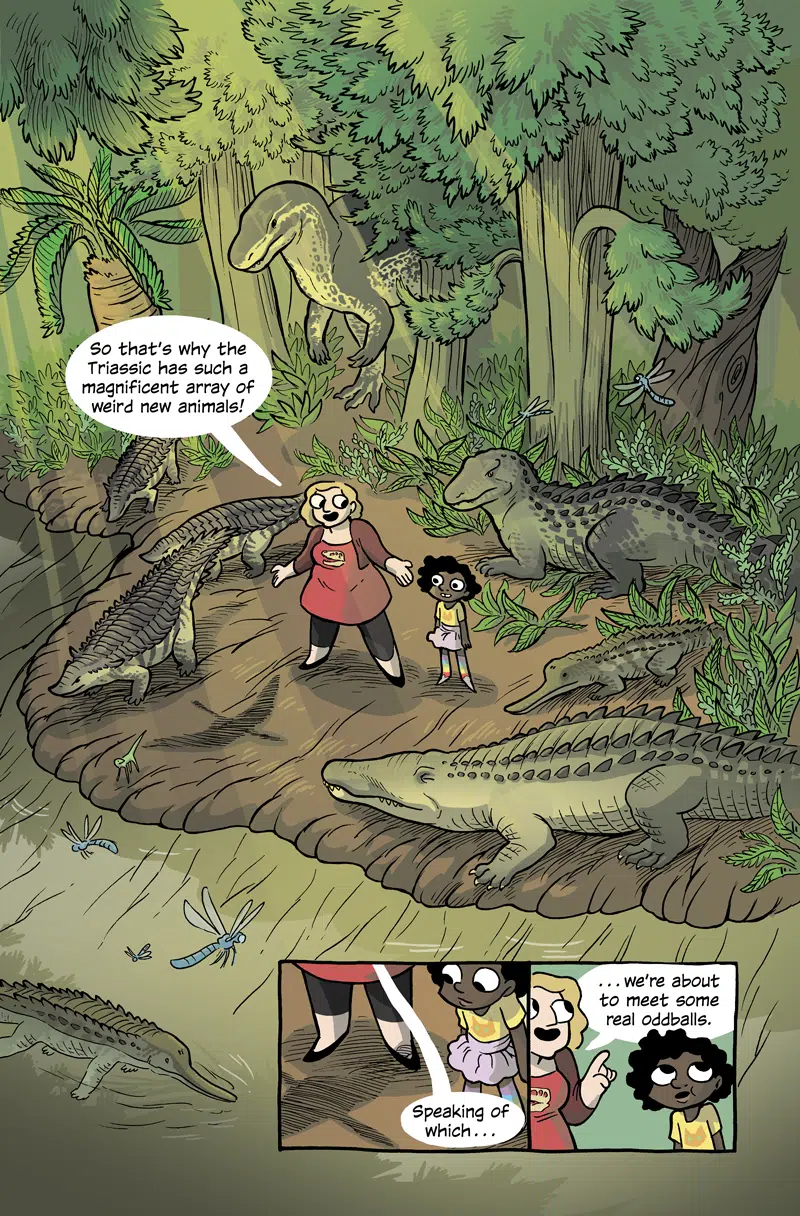 So that's why the
Triassic has such a
magnificent array of
weird new animals!
Speaking of
which...
...we're about
to meet some
real oddballs.